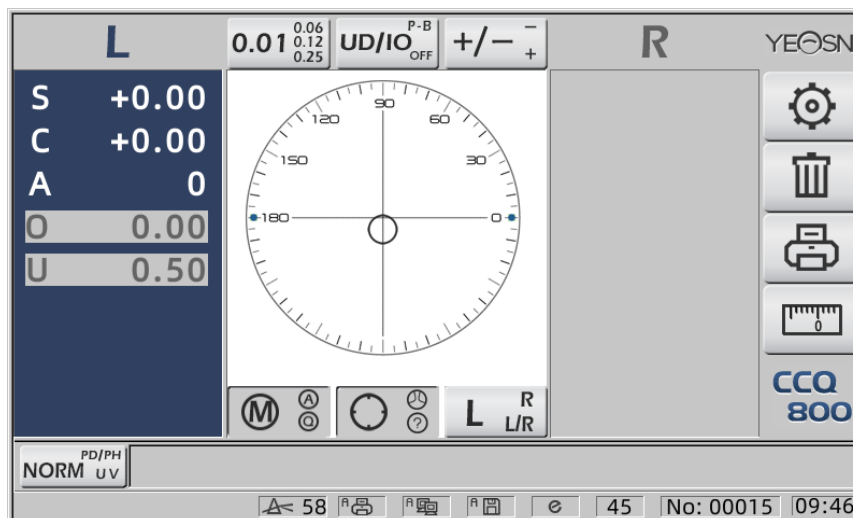 L
0.01 0.06 0.12 0.25
UD/IO P-B OFF
+/− − +
R
YEOSN
S +0.00
C +0.00
A 0
O 0.00
U 0.50
90
120 60
150 30
180 0
0
CCQ
800
M A Q
?
L R L/R
NORM PD/PH UV
A 58 A A A e 45 No: 00015 09:46